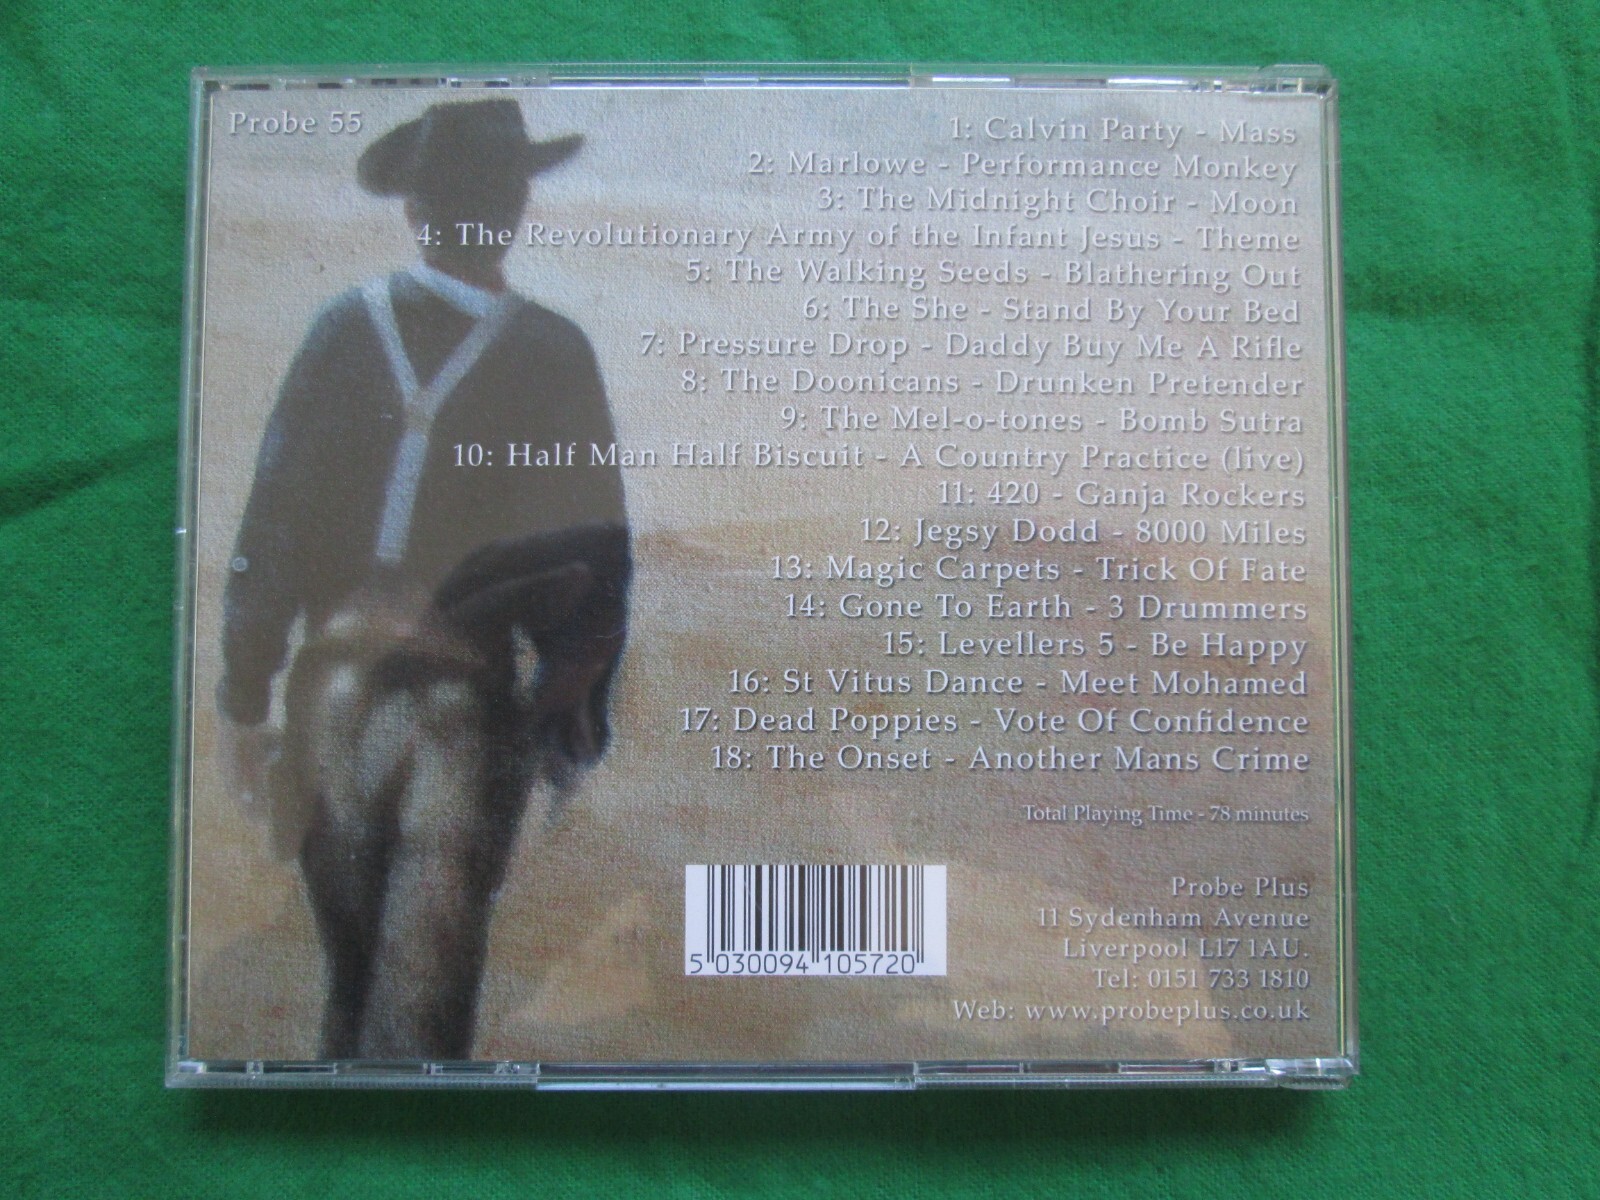 Probe 55
1: Calvin Party - Mass
2: Marlowe - Performance Monkey
3: The Midnight Choir - Moon
4: The Revolutionary Army of the Infant Jesus - Theme
5: The Walking Seeds - Blathering Out
6: The She - Stand By Your Bed
7: Pressure Drop - Daddy Buy Me A Rifle
8: The Doonicans - Drunken Pretender
9: The Mel-o-tones - Bomb Sutra
10: Half Man Half Biscuit - A Country Practice (live)
11: 420 - Ganja Rockers
12: Jegsy Dodd - 8000 Miles
13: Magic Carpets - Trick Of Fate
14: Gone To Earth - 3 Drummers
15: Levellers 5 - Be Happy
16: St Vitus Dance - Meet Mohamed
17: Dead Poppies - Vote Of Confidence
18: The Onset - Another Mans Crime
Total Playing Time - 78 minutes
5 030094 105720
Probe Plus
11 Sydenham Avenue
Liverpool L17 1AU.
Tel: 0151 733 1810
Web: www.probeplus.co.uk